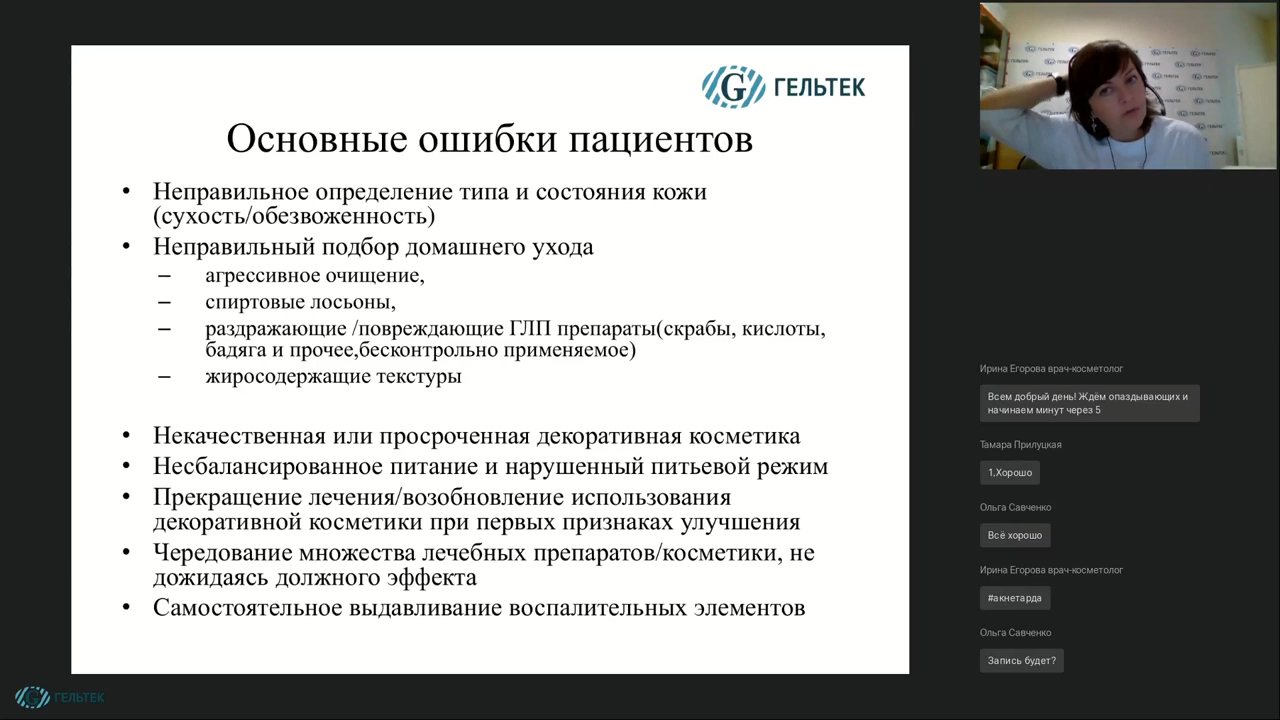 G ГЕЛЬТЕК
Основные ошибки пациентов
• Неправильное определение типа и состояния кожи
(сухость/обезвоженность)
• Неправильный подбор домашнего ухода
– агрессивное очищение,
– спиртовые лосьоны,
– раздражающие /повреждающие ГЛП препараты(скрабы, кислоты,
бадяга и прочее,бесконтрольно применяемое)
– жиросодержащие текстуры
• Некачественная или просроченная декоративная косметика
• Несбалансированное питание и нарушенный питьевой режим
• Прекращение лечения/возобновление использования
декоративной косметики при первых признаках улучшения
• Чередование множества лечебных препаратов/косметики, не
дожидаясь должного эффекта
• Самостоятельное выдавливание воспалительных элементов
G ГЕЛЬТЕК
Ирина Егорова врач-косметолог
Всем добрый день! Ждём опаздывающих и
начинаем минут через 5
Тамара Прилуцкая
1,Хорошо
Ольга Савченко
Всё хорошо
Ирина Егорова врач-косметолог
#акнетарда
Ольга Савченко
Запись будет?